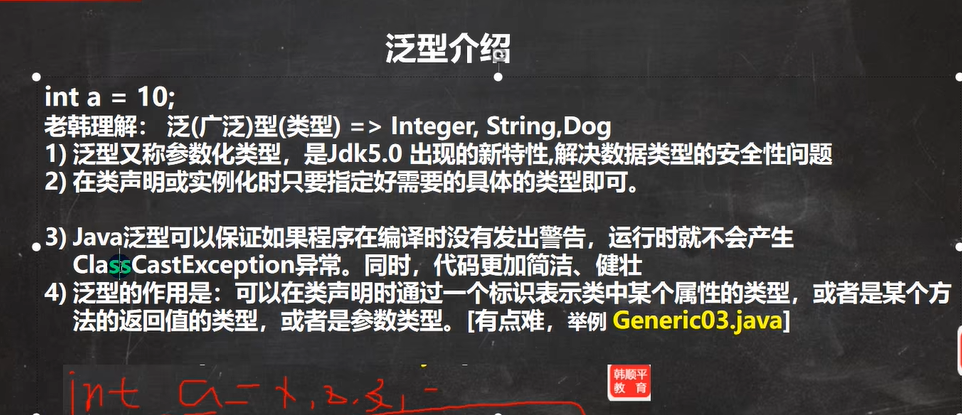 泛型介绍
int a = 10;
老韩理解： 泛(广泛)型(类型) => Integer, String,Dog
1) 泛型又称参数化类型，是Jdk5.0 出现的新特性,解决数据类型的安全性问题
2) 在类声明或实例化时只要指定好需要的具体的类型即可。
3) Java泛型可以保证如果程序在编译时没有发出警告，运行时就不会产生
ClassCastException异常。同时，代码更加简洁、健壮
4) 泛型的作用是：可以在类声明时通过一个标识表示类中某个属性的类型，或者是某个方
法的返回值的类型，或者是参数类型。[有点难，举例 Generic03.java]
int a =
韩顺平
教 育